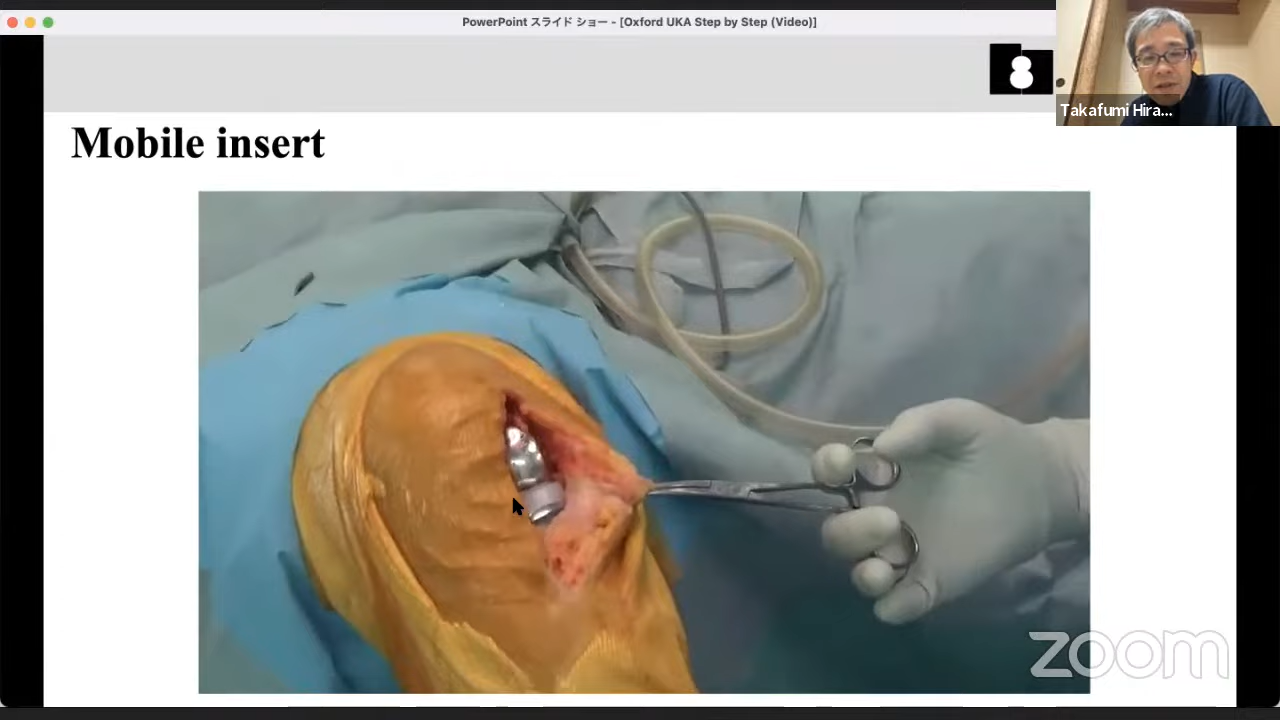 PowerPoint スライド ショー - [Oxford UKA Step by Step (Video)]
Takafumi Hira...
Mobile insert
zoom